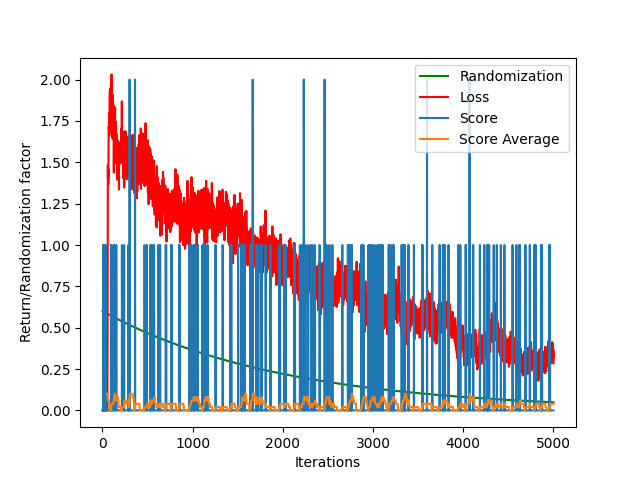 2.00
1.75
1.50
1.25
1.00
0.75
0.50
0.25
0.00
Return/Randomization factor
Randomization
Loss
Score
Score Average
0 1000 2000 3000 4000 5000
Iterations